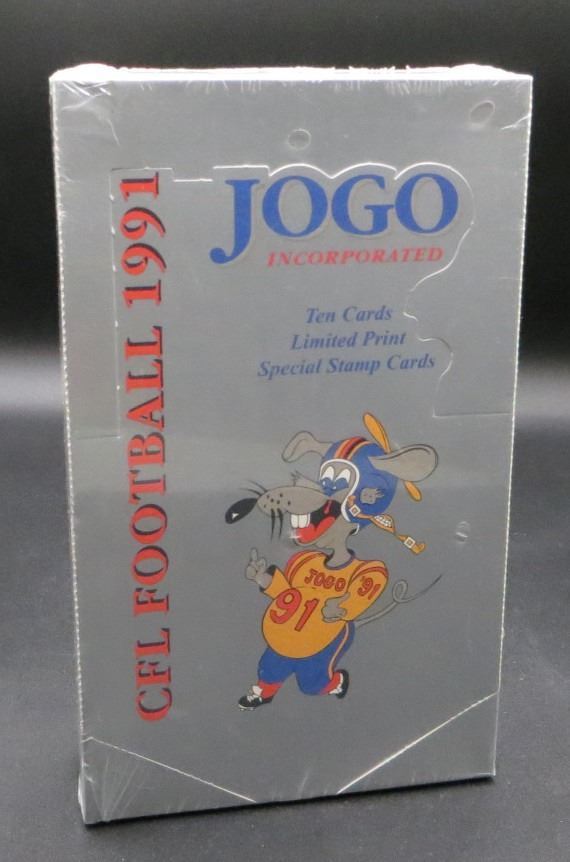 CFL FOOTBALL 1991
JOGO
INCORPORATED
Ten Cards
Limited Print
Special Stamp Cards
JOGO '91
91